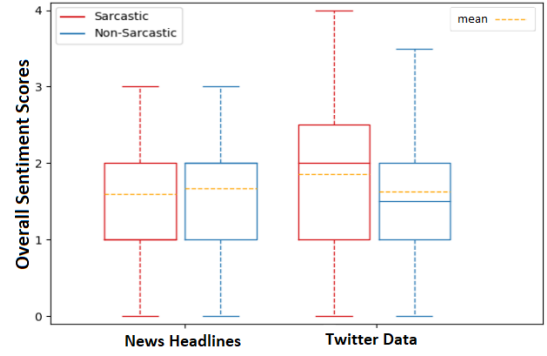 Sarcastic
Non-Sarcastic
mean
Overall Sentiment Scores
4
3
2
1
0
News Headlines
Twitter Data